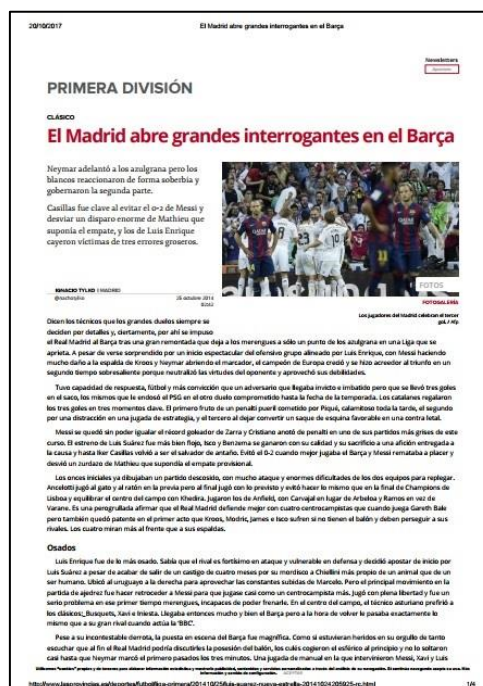 20/10/2017 El Madrid abre grandes interrogantes en el Barça
Newsletters
PRIMERA DIVISIÓN
CLÁSICO
El Madrid abre grandes interrogantes en el Barça
Neymar adelantó a los azulgrana pero los
blancos reaccionaron de forma soberbia y
gobernaron la segunda parte.
Casillas fue clave al evitar el 0-2 de Messi y
desviar un disparo enorme de Mathieu que
suponía el empate, y los de Luis Enrique
cayeron víctimas de tres errores groseros.
FOTOS
IGNACIO TYLKO | MADRID
25 octubre 2014
FOTOGALERÍA
Los jugadores del Madrid celebran el tercer
gol. / Afp
Dicen los técnicos que los grandes duelos siempre se
deciden por detalles y, ciertamente, por ahí se impuso
el Real Madrid al Barça tras una gran remontada que deja a los merengues a sólo un punto de los azulgrana en una Liga que se
aprieta. A pesar de verse sorprendido por un inicio espectacular del ofensivo grupo alineado por Luis Enrique, con Messi haciendo
mucho daño a la espalda de Kroos y Neymar abriendo el marcador, el campeón de Europa creyó y se hizo acreedor al triunfo en un
segundo tiempo sobresaliente porque neutralizó las virtudes del oponente y aprovechó sus debilidades.
Tuvo capacidad de respuesta, fútbol y más convicción que un adversario que llegaba invicto e imbatido pero que se llevó tres goles
en el saco, los mismos que le endosó el PSG en el otro duelo comprometido hasta la fecha de la temporada. Los catalanes regalaron
los tres goles en tres momentos clave. El primero fruto de un penalti pueril cometido por Piqué, calamitoso toda la tarde, el segundo
por una distracción en una jugada de estrategia, y el tercero al dejar convertir un saque de esquina favorable en una contra letal.
Messi se quedó sin poder igualar el récord goleador de Zarra y Cristiano anotó de penalti en uno de sus partidos más grises de este
curso. El estreno de Luis Suárez fue más bien flojo, Isco y Benzema se ganaron con su calidad y su sacrificio a una afición entregada a
la causa y hasta Iker Casillas volvió a ser el salvador de antaño. Evitó el 0-2 cuando mejor jugaba el Barça y Messi remataba a placer y
desvió un zurdazo de Mathieu que supondía el empate provisional.
Los onces iniciales ya dibujaban un partido descosido, con mucho ataque y enormes dificultades de los dos equipos para replegar.
Ancelotti jugó al gato y al ratón en la previa pero al final jugó con lo previsto y evitó hacer lo mismo que en la final de Champions de
Lisboa y equilibrar el centro del campo con Khedira. Jugaron los de Anfield, con Carvajal en lugar de Arbeloa y Ramos en vez de
Varane. Es una perogrullada afirmar que el Real Madrid defiende mejor con cuatro centrocampistas que cuando juega Gareth Bale
pero también quedó patente en el primer acto que Kroos, Modric, James e Isco sufren si no tienen el balón y deben perseguir a sus
rivales. Los cuatro miran más al frente que a sus espaldas.
Osados
Luis Enrique fue de lo más osado. Sabía que el rival es fortísimo en ataque y vulnerable en defensa y decidió apostar de inicio por
Luis Suárez a pesar de acabar de salir de un castigo de cuatro meses por su mordisco a Chiellini más propio de un animal que de un
ser humano. Ubicó al uruguayo a la derecha para aprovechar las constantes subidas de Marcelo. Pero el principal movimiento en la
partida de ajedrez fue hacer retroceder a Messi para que jugase casi como un centrocampista más. Jugó con plena libertad y fue un
serio problema en ese primer tiempo merengues, incapaces de poder frenarle. En el centro del campo, el técnico asturiano prefirió a
los clásicos; Busquets, Xavi e Iniesta. Llegaba entonces mucho y bien el Barça pero a la hora de volver le pasaba exactamente lo
mismo que a su gran rival cuando actúa la 'BBC'.
Pese a su incontestable derrota, la puesta en escena del Barça fue magnífica. Como si estuvieran heridos en su orgullo de tanto
escuchar que al fin el Real Madrid podría discutirles la posesión del balón, los culés cogieron el esférico al principio y no lo soltaron
casi hasta que Neymar marcó el primero pasados los tres minutos. Una jugada de manual en la que intervinieron Messi, Xavi y Luis
1/4